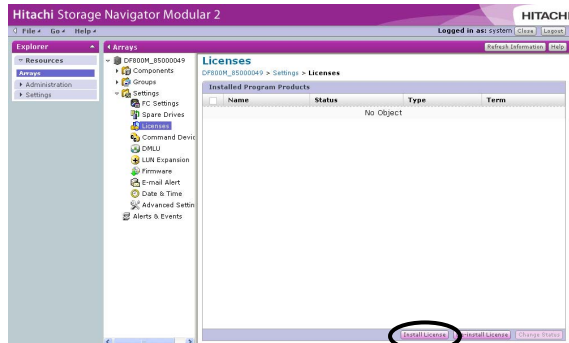 Hitachi Storage Navigator Modular 2
HITACHI
File Go Help
Logged in as: system Close Logout
Explorer
Arrays
Refresh Information Help
Resources
Arrays
Administration
Settings
DF800M_85000049
Components
Groups
Settings
FC Settings
Spare Drives
Licenses
Command Devic
DMLU
LUN Expansion
Firmware
E-mail Alert
Date & Time
Advanced Settin
Alerts & Events
Licenses
DF800M_85000049 > Settings > Licenses
Installed Program Products
Name Status Type Term
No Object
Install License -install License Change Status